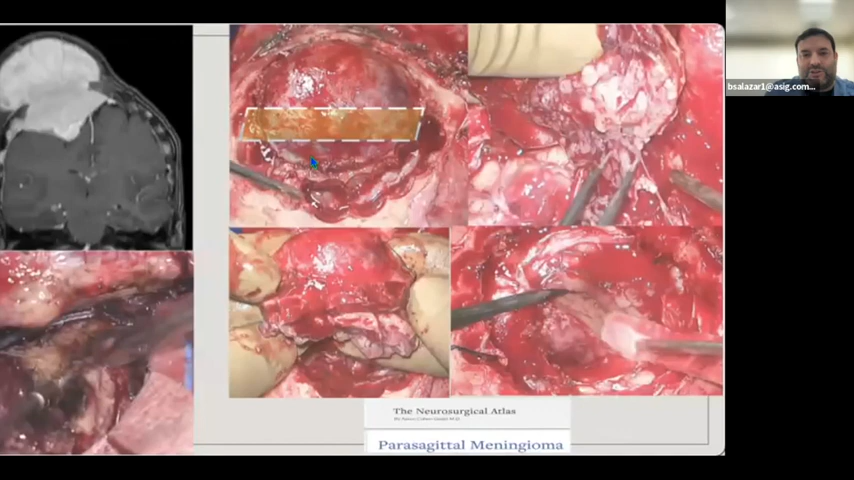 bsalazar1@asig.com...
The Neurosurgical Atlas
Parasagittal Meningioma